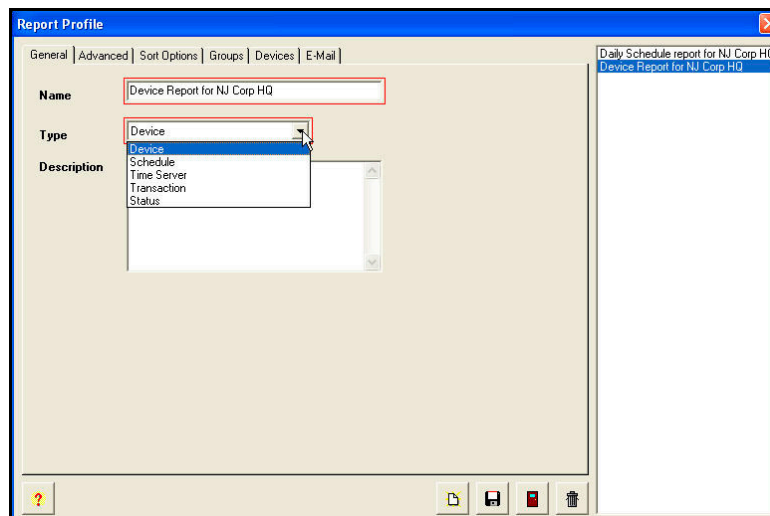 Report Profile
General Advanced Sort Options Groups Devices E-Mail
Name Device Report for NJ Corp HQ
Type Device
Device
Schedule
Time Server
Transaction
Status
Description
Daily Schedule report for NJ Corp HQ
Device Report for NJ Corp HQ
?